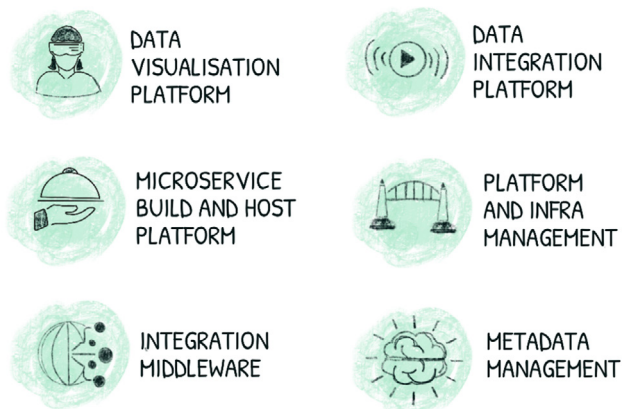 DATA
VISUALISATION
PLATFORM
DATA
INTEGRATION
PLATFORM
MICROSERVICE
BUILD AND HOST
PLATFORM
PLATFORM
AND INFRA
MANAGEMENT
INTEGRATION
MIDDLEWARE
METADATA
MANAGEMENT